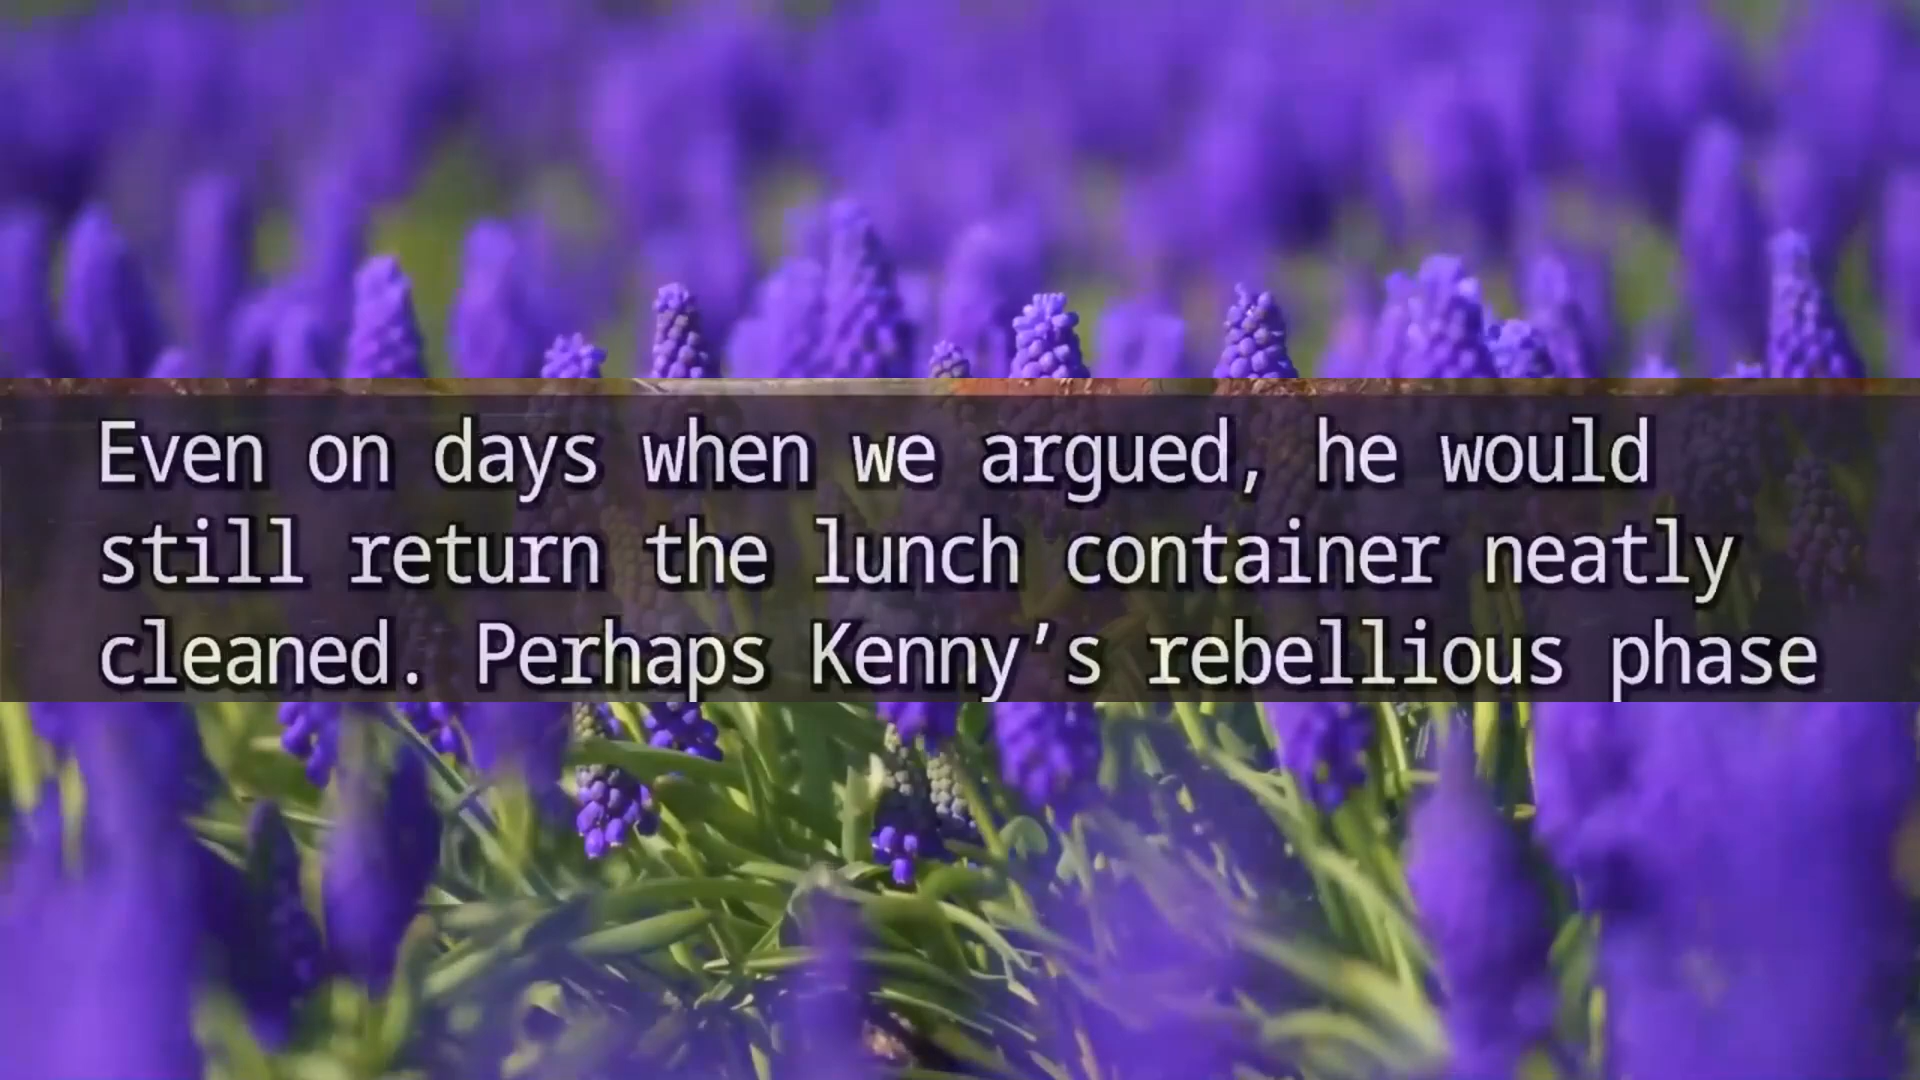 Even on days when we argued, he would
still return the lunch container neatly
cleaned. Perhaps Kenny’s rebellious phase